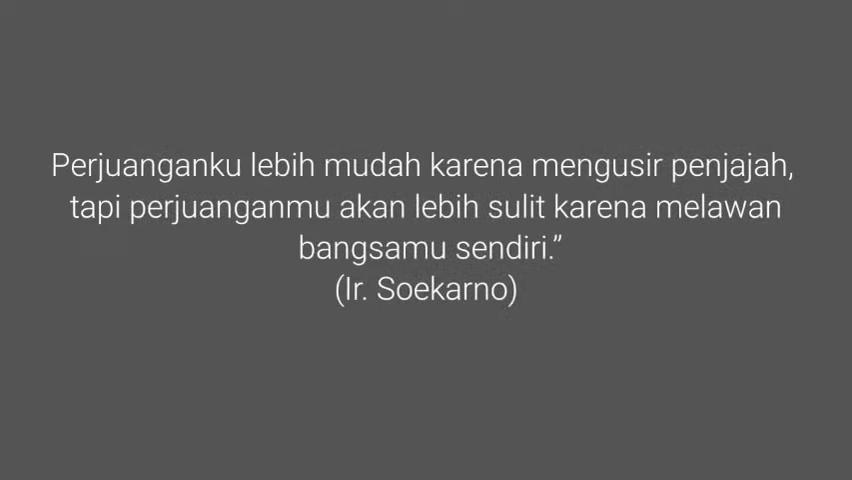 Perjuanganku lebih mudah karena mengusir penjajah,
tapi perjuanganmu akan lebih sulit karena melawan
bangsamu sendiri.”
(Ir. Soekarno)